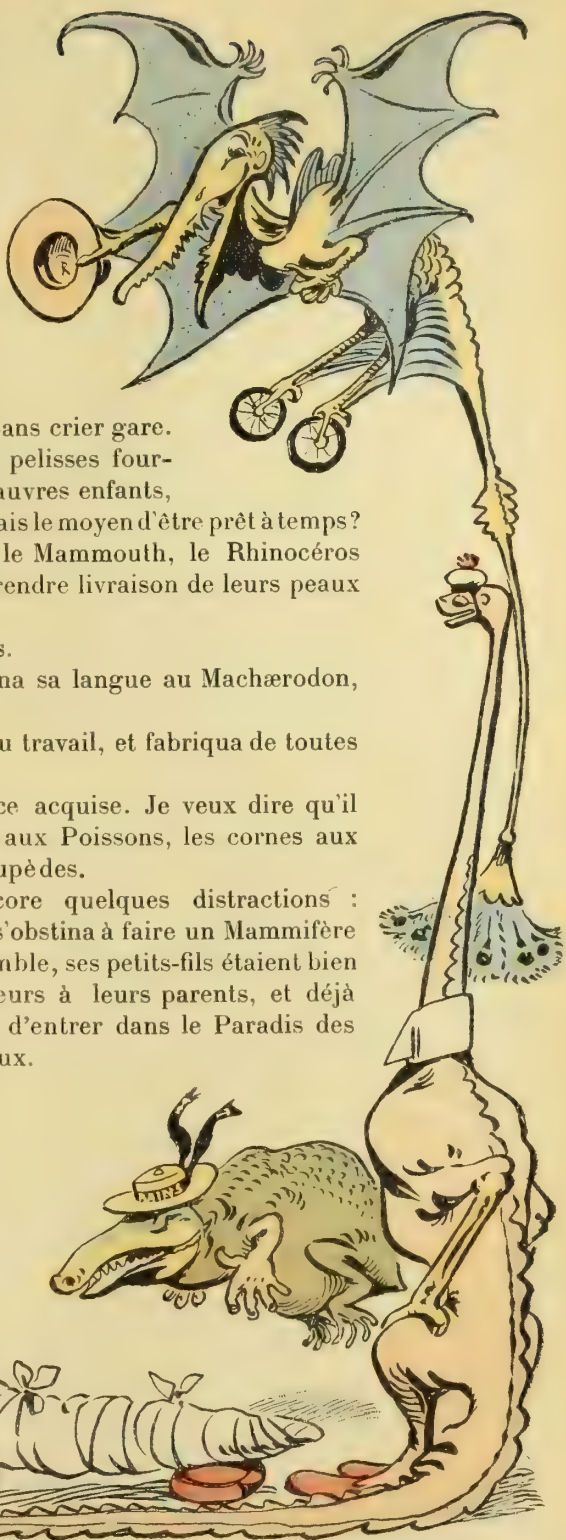 ans crier gare.
pelisses four-
auvres enfants,
ais le moyen d'être prêt à temps?
le Mammouth, le Rhinocéros
rendre livraison de leurs peaux
s.
na sa langue au Machærodon,
u travail, et fabriqua de toutes
ce acquise. Je veux dire qu'il
aux Poissons, les cornes aux
upèdes.
core quelques distractions :
s'obstina à faire un Mammifère
mble, ses petits-fils étaient bien
eurs à leurs parents, et déjà
d'entrer dans le Paradis des
ux.